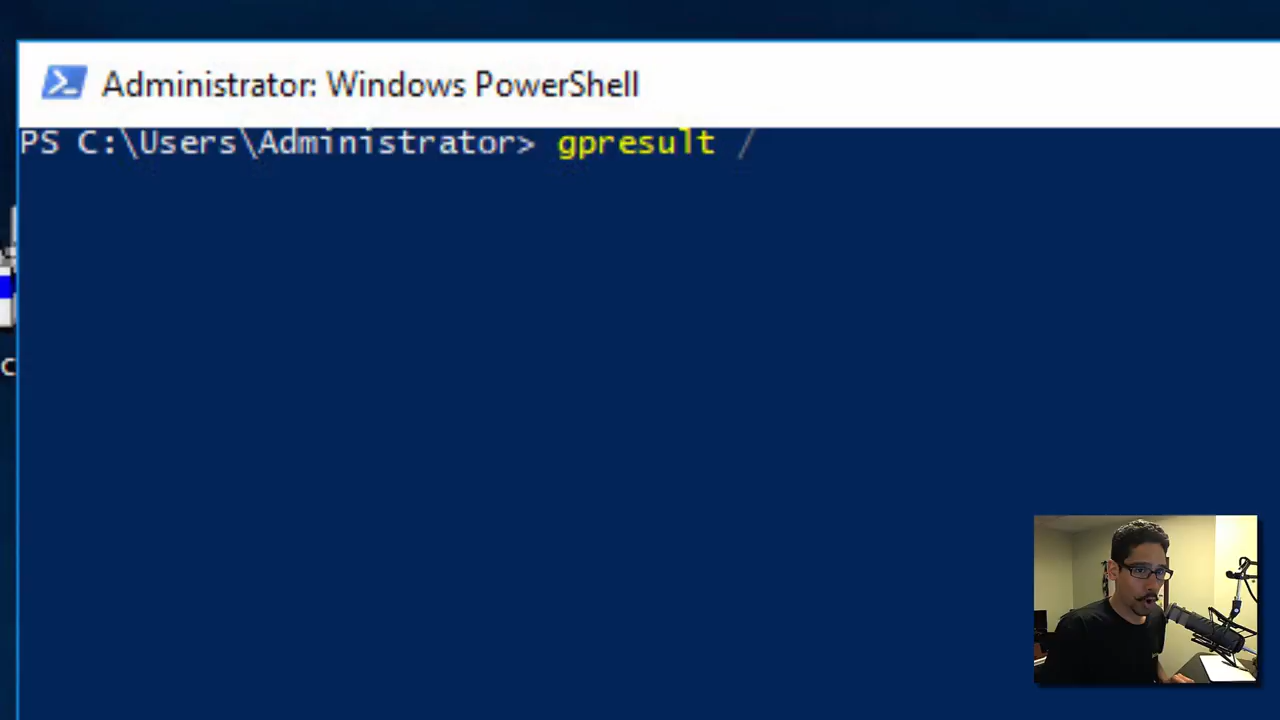 Administrator: Windows PowerShell
PS C:\Users\Administrator> gpresult /
c